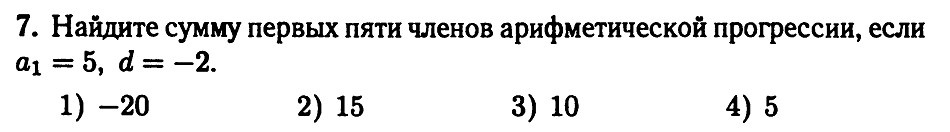 7. Найдите сумму первых пяти членов арифметической прогрессии, если
a₁ = 5, d = −2.
1) −20 2) 15 3) 10 4) 5